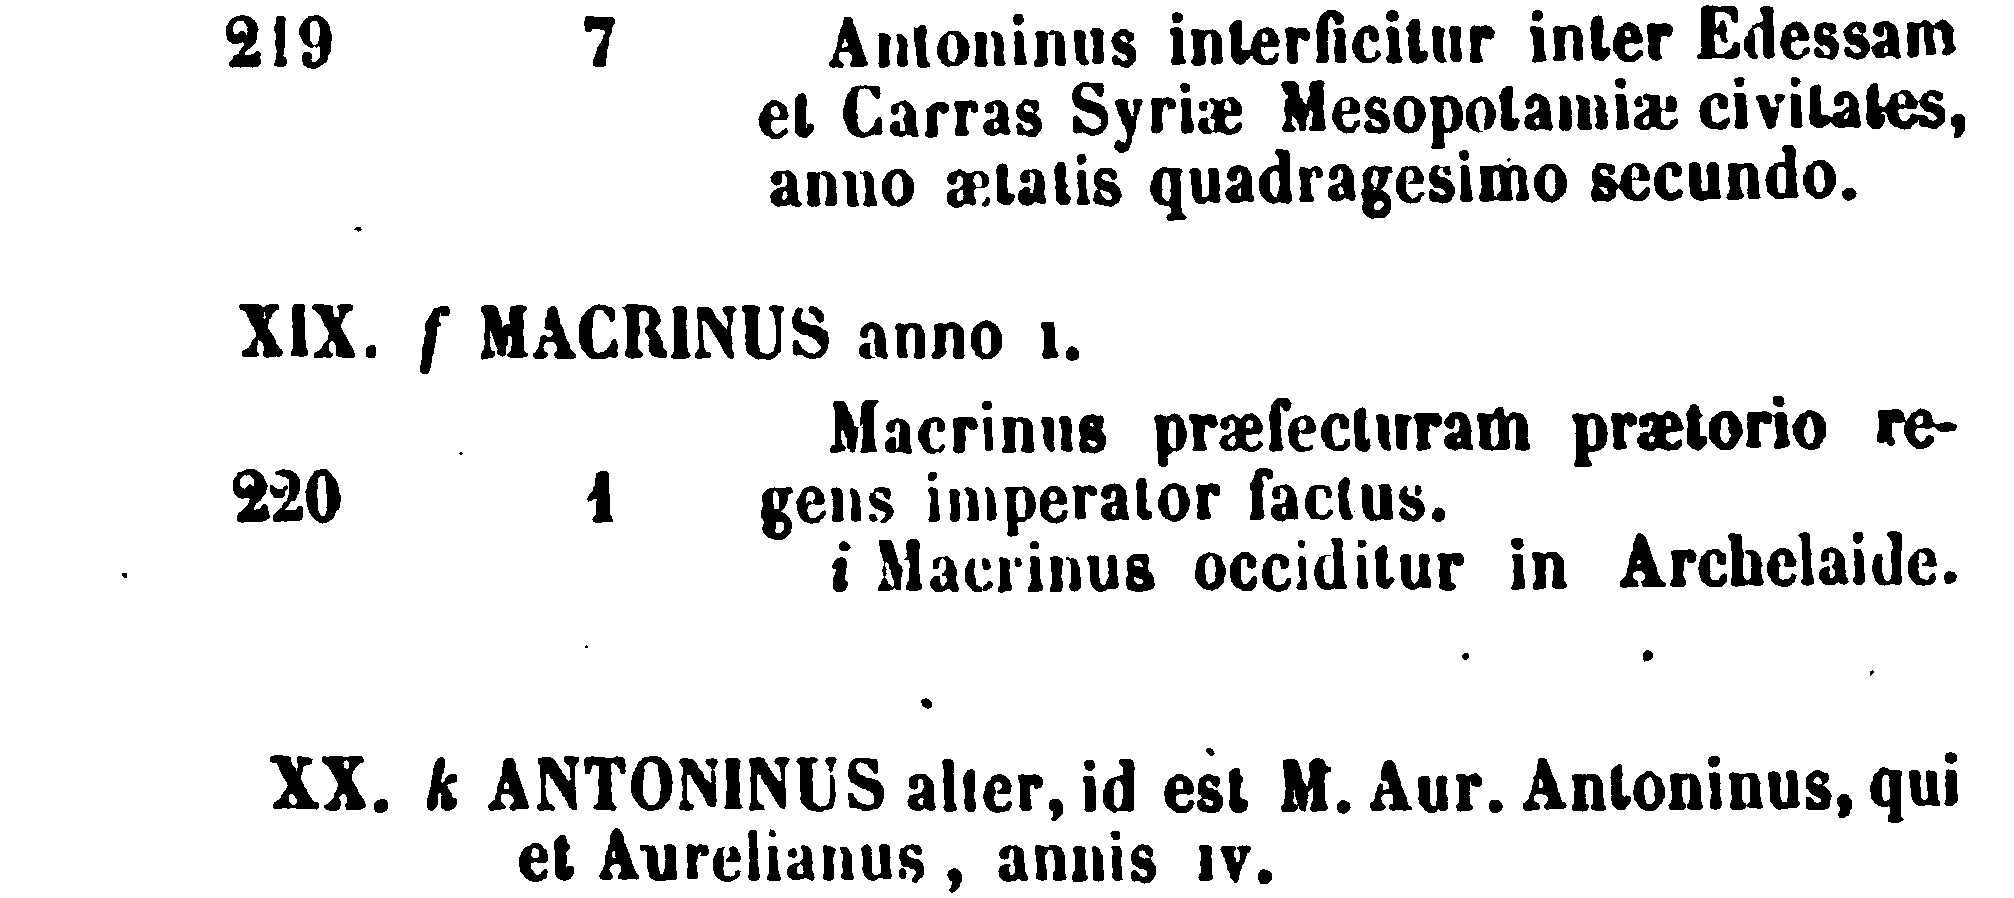 219 7 Antoninus interficitur inter Edessam
et Carras Syriæ Mesopotamiæ civitates,
anno ætatis quadragesimo secundo.
XIX. f MACRINUS anno I.
Macrinus præfecturam prætorio re-
220 1 gens imperator factus.
i Macrinus occiditur in Archelaide.
XX. k ANTONINUS alter, id est M. Aur. Antoninus, qui
et Aurelianus, annis IV.